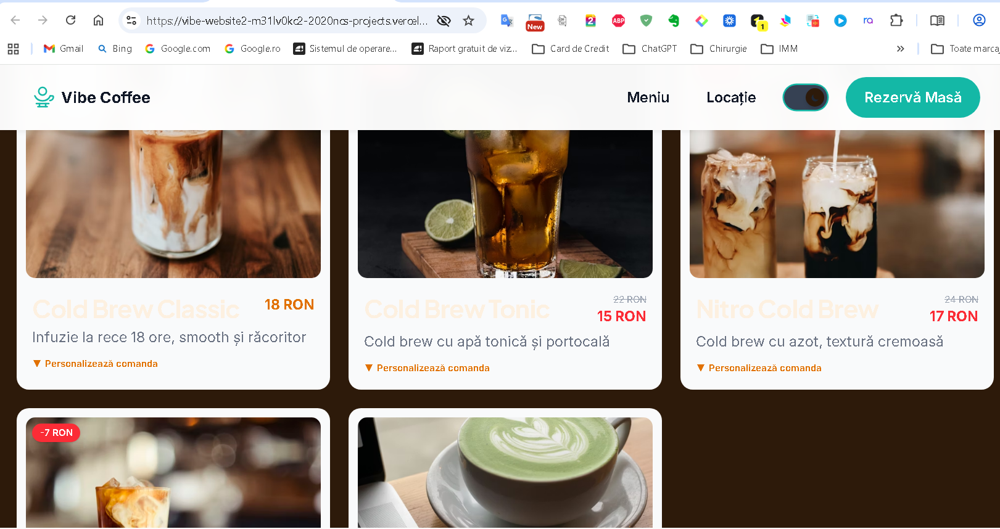 https://vibe-website2-m31lv0kc2-2020ncs-projects.vercel...
New
ABP
2
1
ra
Gmail
Bing
Google.com
Google.ro
Sistemul de operare...
Raport gratuit de viz...
Card de Credit
ChatGPT
Chirurgie
IMM
Toate marcaj
Vibe Coffee
Meniu
Locație
Rezervă Masă
Cold Brew Classic
18 RON
Infuzie la rece 18 ore, smooth și răcoritor
▼ Personalizează comanda
Cold Brew Tonic
22 RON
15 RON
Cold brew cu apă tonică și portocală
▼ Personalizează comanda
Nitro Cold Brew
24 RON
17 RON
Cold brew cu azot, textură cremoasă
▼ Personalizează comanda
-7 RON